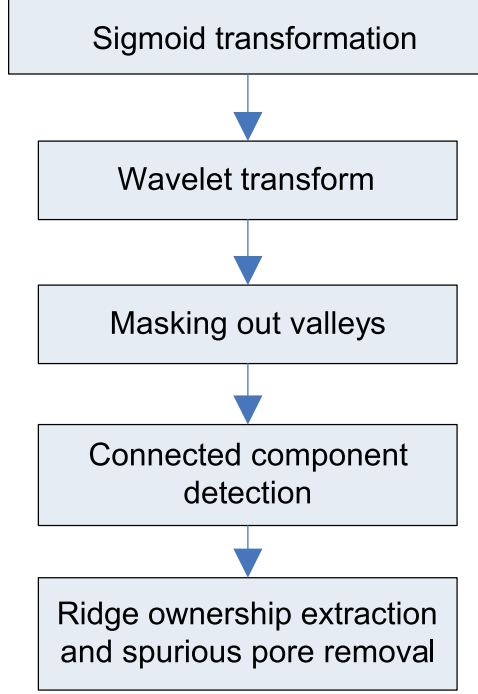 Sigmoid transformation
Wavelet transform
Masking out valleys
Connected component
detection
Ridge ownership extraction
and spurious pore removal